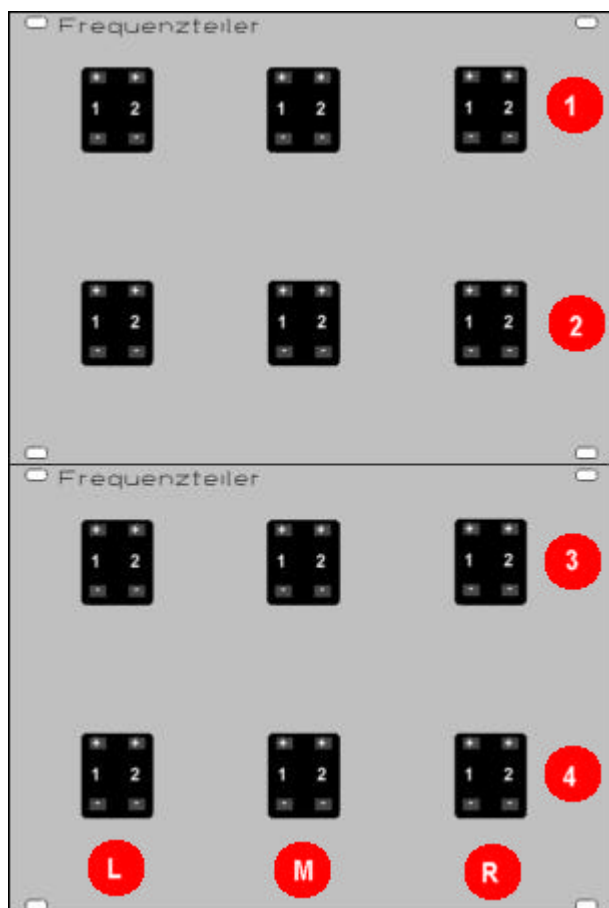 Frequenzteiler
+ + + + + +
1 2 1 2 1 2 1
- - - - - -
+ + + + + +
1 2 1 2 1 2 2
- - - - - -
Frequenzteiler
+ + + + + +
1 2 1 2 1 2 3
- - - - - -
+ + + + + +
1 2 1 2 1 2 4
- - - - - -
L M R